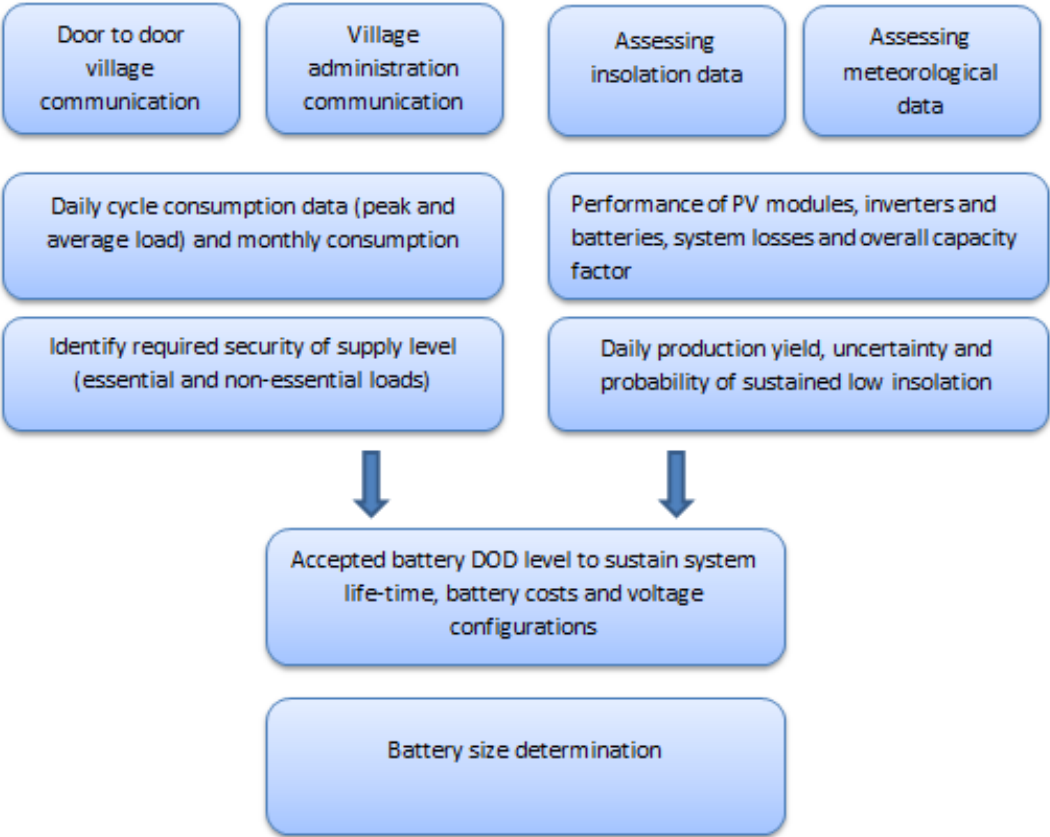 Door to door
village
communication
Village
administration
communication
Assessing
insolation data
Assessing
meteorological
data
Daily cycle consumption data (peak and
average load) and monthly consumption
Performance of PV modules, inverters and
batteries, system losses and overall capacity
factor
Identify required security of supply level
(essential and non-essential loads)
Daily production yield, uncertainty and
probability of sustained low insolation
Accepted battery DOD level to sustain system
life-time, battery costs and voltage
configurations
Battery size determination